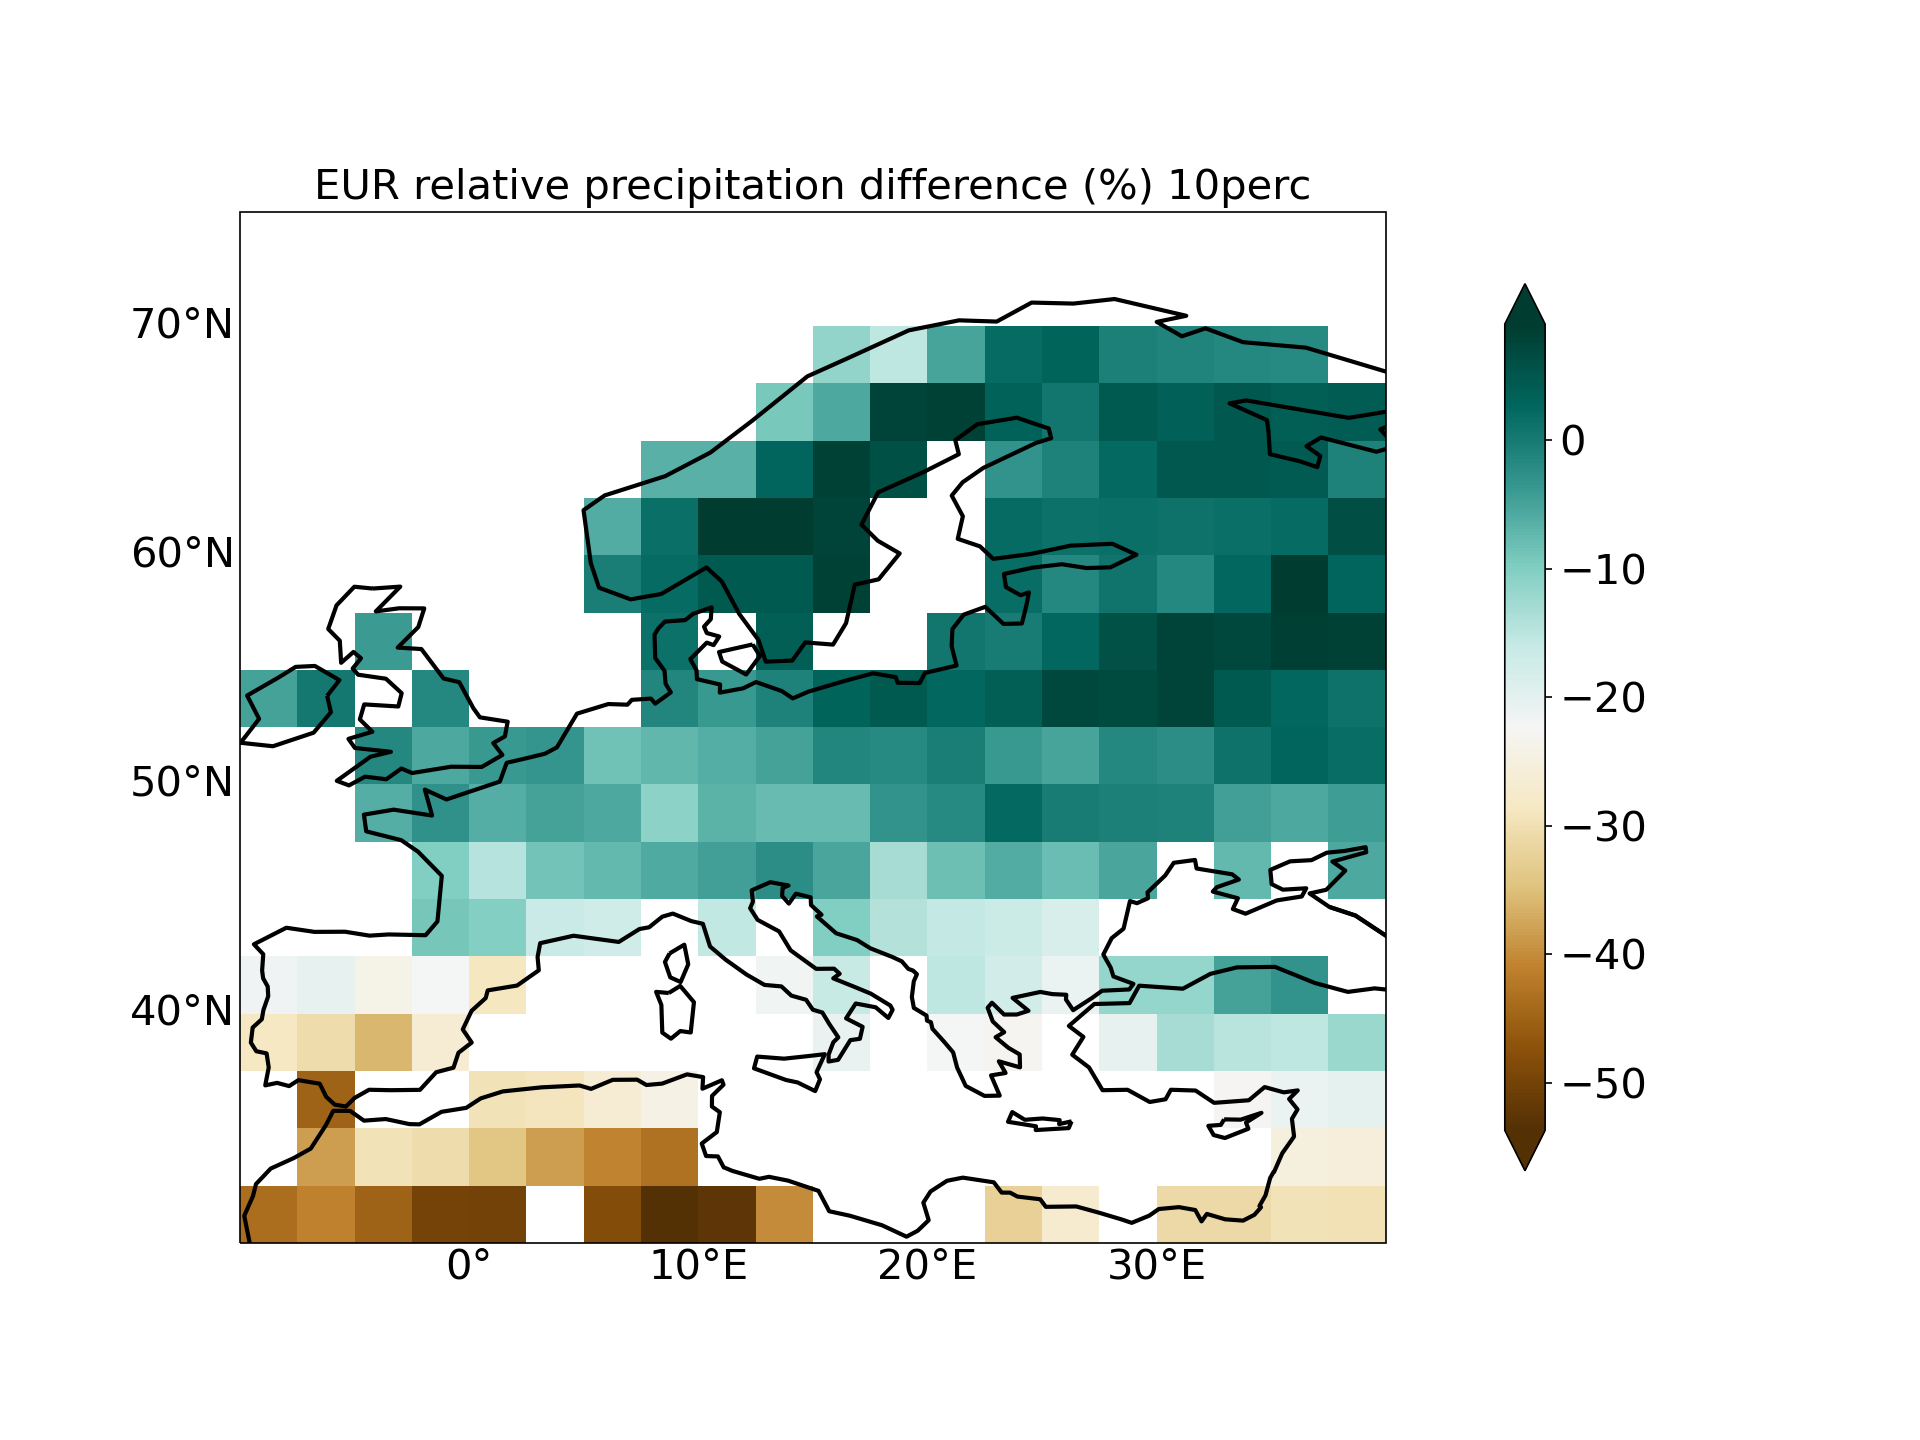 EUR relative precipitation difference (%) 10perc
70°N
60°N
50°N
40°N
0°
10°E
20°E
30°E
0
−10
−20
−30
−40
−50